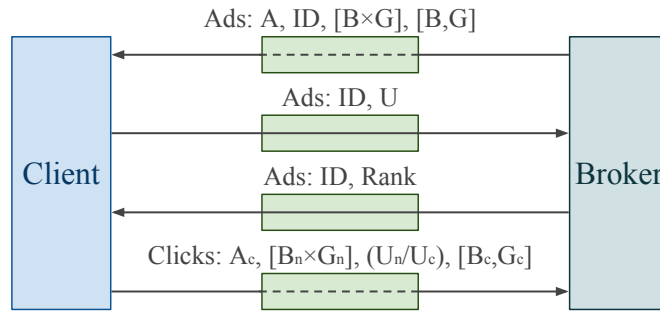 Ads: A, ID, [B×G], [B,G]
Ads: ID, U
Client
Broker
Ads: ID, Rank
Clicks: Ac, [Bn×Gn], (Un/Uc), [Bc,Gc]